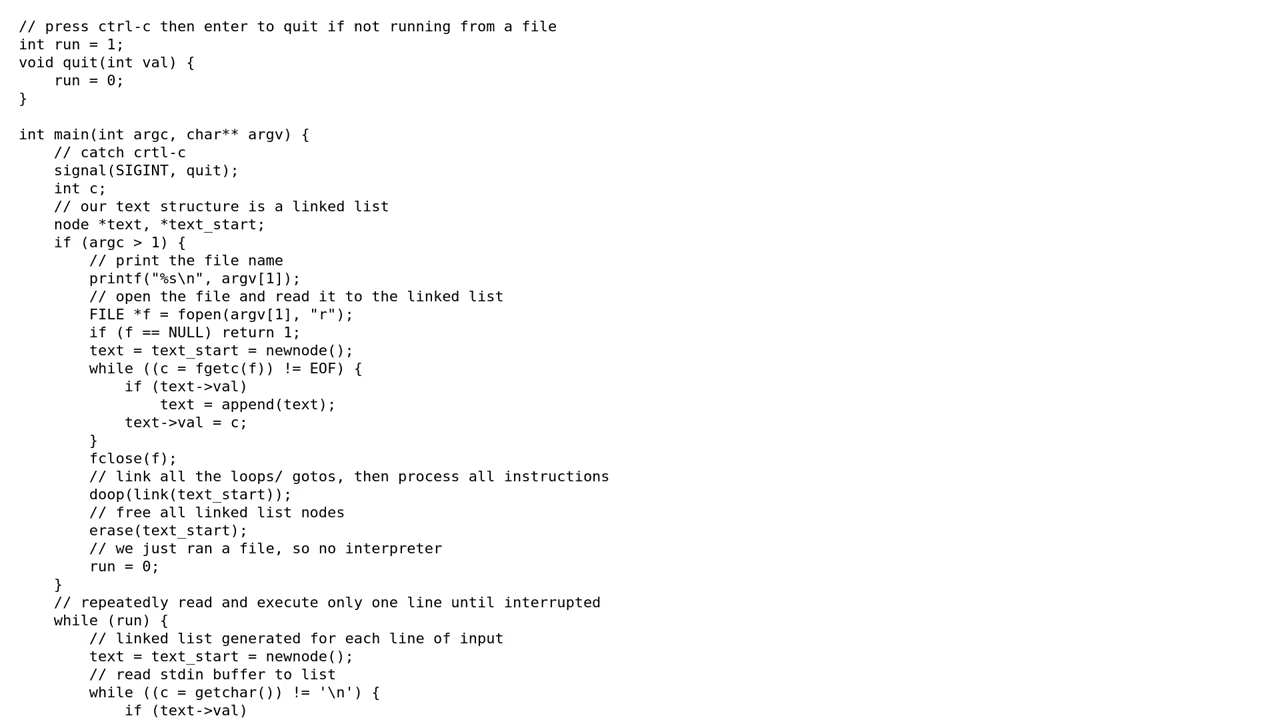 // press ctrl-c then enter to quit if not running from a file
int run = 1;
void quit(int val) {
    run = 0;
}

int main(int argc, char** argv) {
    // catch crtl-c
    signal(SIGINT, quit);
    int c;
    // our text structure is a linked list
    node *text, *text_start;
    if (argc > 1) {
        // print the file name
        printf("%s\n", argv[1]);
        // open the file and read it to the linked list
        FILE *f = fopen(argv[1], "r");
        if (f == NULL) return 1;
        text = text_start = newnode();
        while ((c = fgetc(f)) != EOF) {
            if (text->val)
                text = append(text);
            text->val = c;
        }
        fclose(f);
        // link all the loops/ gotos, then process all instructions
        doop(link(text_start));
        // free all linked list nodes
        erase(text_start);
        // we just ran a file, so no interpreter
        run = 0;
    }
    // repeatedly read and execute only one line until interrupted
    while (run) {
        // linked list generated for each line of input
        text = text_start = newnode();
        // read stdin buffer to list
        while ((c = getchar()) != '\n') {
            if (text->val)